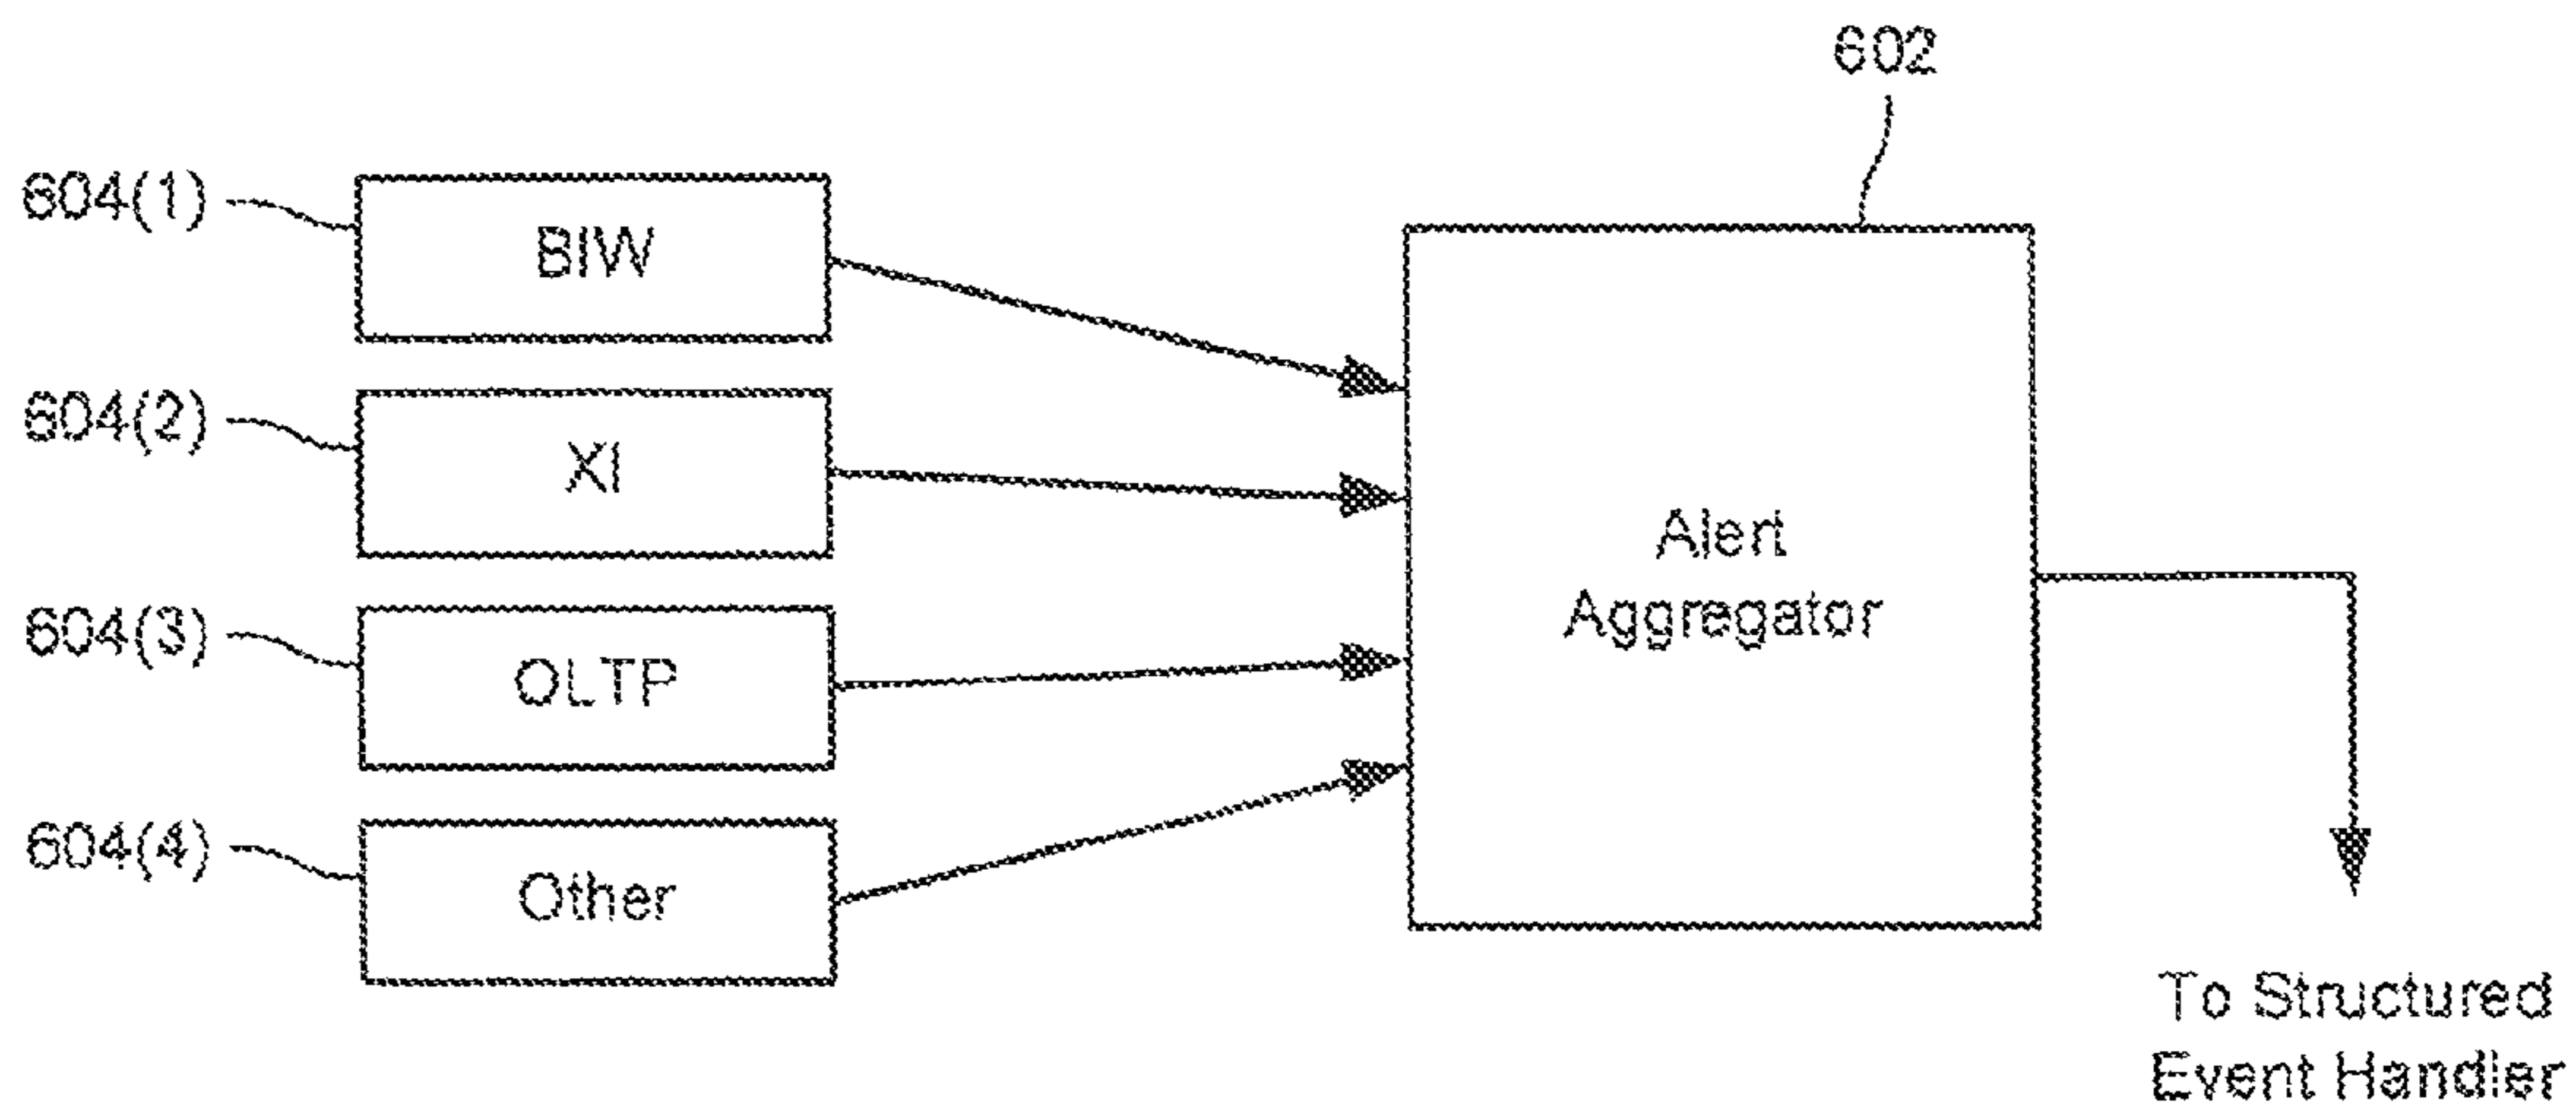 602
604(1)
BIW
604(2)
XI
604(3)
OLTP
604(4)
Other
Alert
Aggregator
To Structured
Event Handler